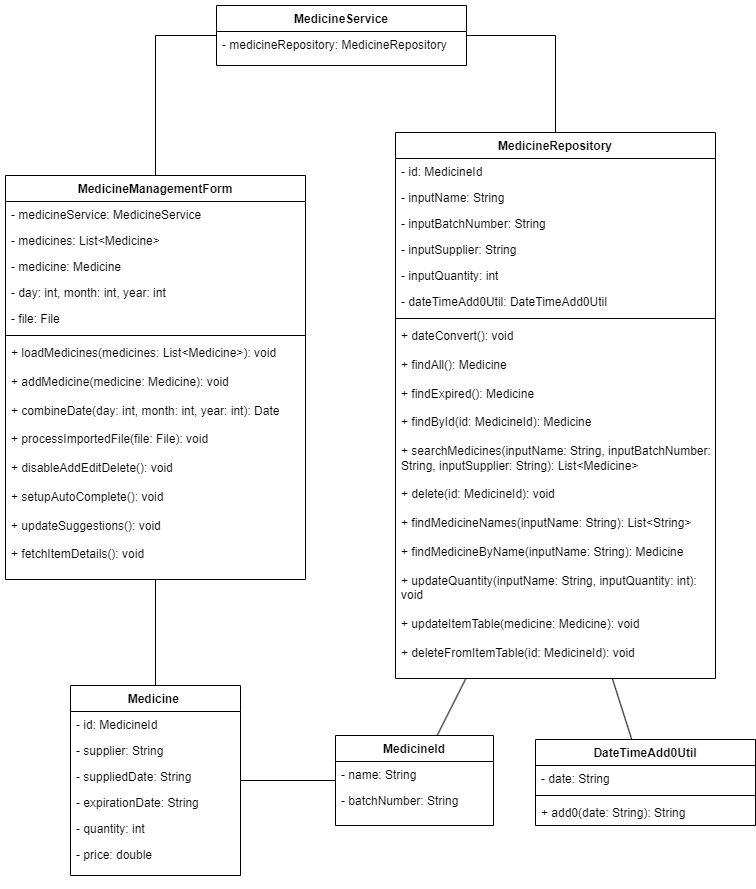 MedicineService
- medicineRepository: MedicineRepository
MedicineRepository
- id: MedicineId
- inputName: String
- inputBatchNumber: String
- inputSupplier: String
- inputQuantity: int
- dateTimeAdd0Util: DateTimeAdd0Util
+ dateConvert(): void
+ findAll(): Medicine
+ findExpired(): Medicine
+ findById(id: MedicineId): Medicine
+ searchMedicines(inputName: String, inputBatchNumber:
String, inputSupplier: String): List<Medicine>
+ delete(id: MedicineId): void
+ findMedicineNames(inputName: String): List<String>
+ findMedicineByName(inputName: String): Medicine
+ updateQuantity(inputName: String, inputQuantity: int):
void
+ updateItemTable(medicine: Medicine): void
+ deleteFromItemTable(id: MedicineId): void
MedicineManagementForm
- medicineService: MedicineService
- medicines: List<Medicine>
- medicine: Medicine
- day: int, month: int, year: int
- file: File
+ loadMedicines(medicines: List<Medicine>): void
+ addMedicine(medicine: Medicine): void
+ combineDate(day: int, month: int, year: int): Date
+ processImportedFile(file: File): void
+ disableAddEditDelete(): void
+ setupAutoComplete(): void
+ updateSuggestions(): void
+ fetchItemDetails(): void
Medicine
- id: MedicineId
- supplier: String
- suppliedDate: String
- expirationDate: String
- quantity: int
- price: double
MedicineId
- name: String
- batchNumber: String
DateTimeAdd0Util
- date: String
+ add0(date: String): String